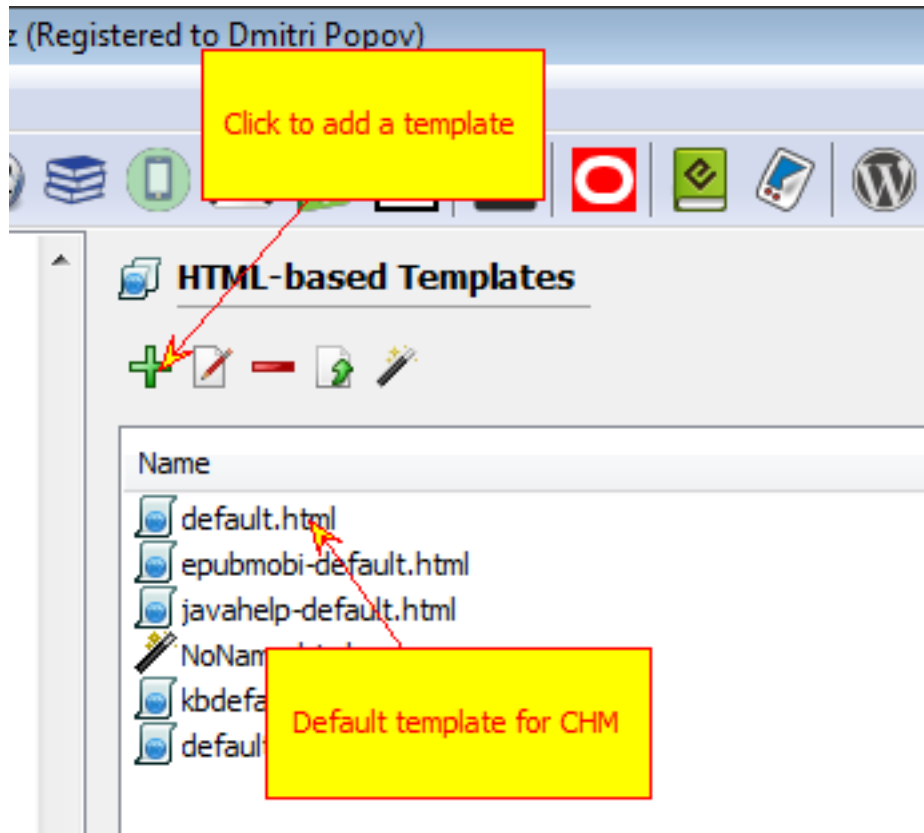 (Registered to Dmitri Popov)
Click to add a template
HTML-based Templates
Name
default.html
epubmobi-default.html
javahelp-default.html
Default template for CHM